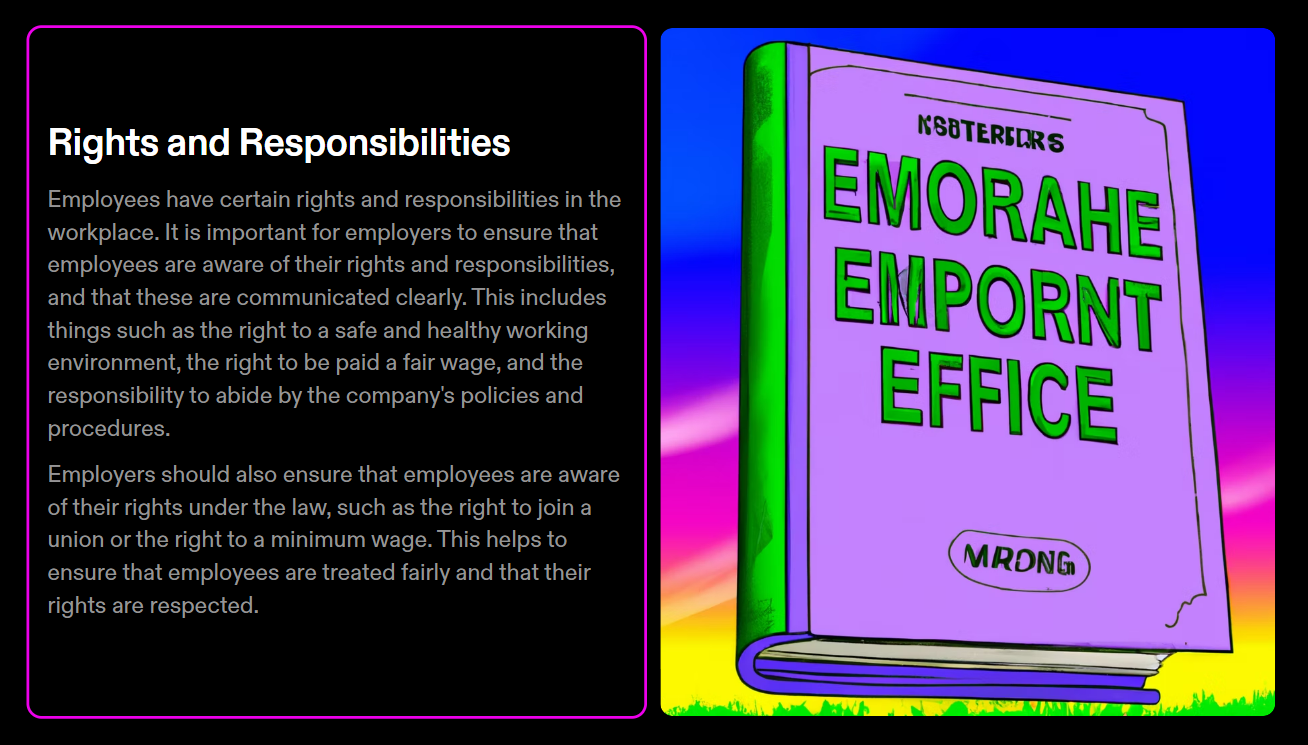 Rights and Responsibilities
Employees have certain rights and responsibilities in the
workplace. It is important for employers to ensure that
employees are aware of their rights and responsibilities,
and that these are communicated clearly. This includes
things such as the right to a safe and healthy working
environment, the right to be paid a fair wage, and the
responsibility to abide by the company's policies and
procedures.
Employers should also ensure that employees are aware
of their rights under the law, such as the right to join a
union or the right to a minimum wage. This helps to
ensure that employees are treated fairly and that their
rights are respected.
EMORAHE
EMPORNT
EFFICE